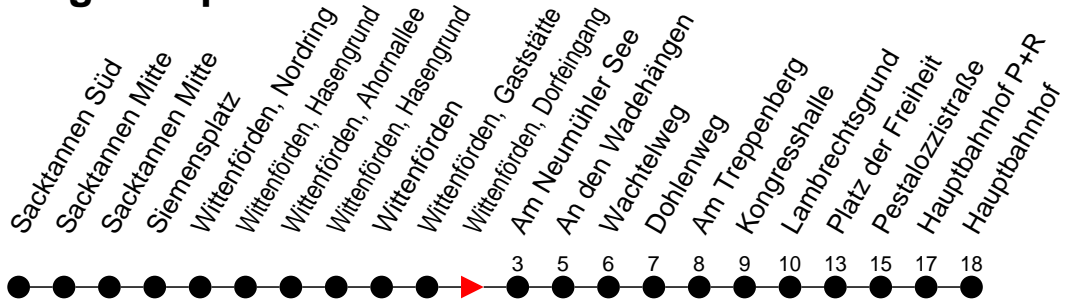 Sacktannen Süd
Sacktannen Mitte
Sacktannen Mitte
Siemensplatz
Wittenförden, Nordring
Wittenförden, Hasengrund
Wittenförden, Ahornallee
Wittenförden, Hasengrund
Wittenförden
Wittenförden, Gaststätte
Wittenförden, Dorfeingang
Am Neumühler See
An den Wadehängen
Wachtelweg
Dohlenweg
Am Treppenberg
Kongresshalle
Lambrechtsgrund
Platz der Freiheit
Pestalozzistraße
Hauptbahnhof P+R
Hauptbahnhof
3 5 6 7 8 9 10 13 15 17 18